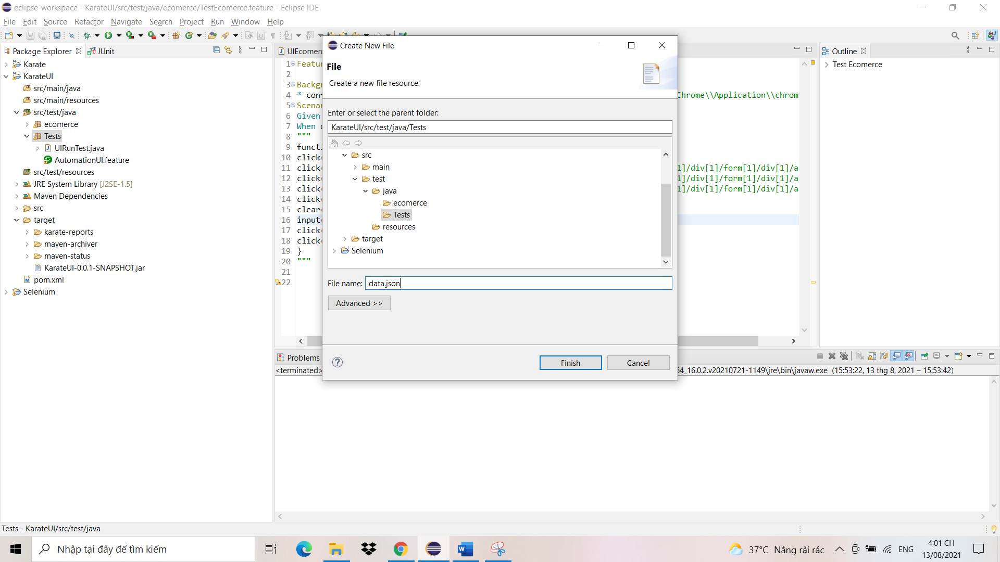 eclipse-workspace - KarateUI/src/test/java/ecomerce/TestEcomerce.feature - Eclipse IDE
File Edit Source Refactor Navigate Search Project Run Window Help
Package Explorer
JUnit
Karate
KarateUI
src/main/java
src/main/resources
src/test/java
ecomerce
Tests
UIRunTest.java
AutomationUI.feature
src/test/resources
JRE System Library [J2SE-1.5]
Maven Dependencies
src
target
karate-reports
maven-archiver
maven-status
KarateUI-0.0.1-SNAPSHOT.jar
pom.xml
Selenium
UIEcomer
1 Featu
2
3 Backg
4 * con
Chrome\\Application\\chrom
5 Scena
6 Given
7 When
8 """
9 functi
10 click
11 click
1]/div[1]/form[1]/div[1]/a
12 click
1]/div[1]/form[1]/div[1]/a
13 click
1]/div[1]/form[1]/div[1]/a
14 click
15 clear
16 input
17 click
18 click
19 }
20 """
21
22
Create New File
File
Create a new file resource.
Enter or select the parent folder:
KarateUI/src/test/java/Tests
src
main
test
java
ecomerce
Tests
resources
target
Selenium
File name: data.json
Advanced >>
Finish
Cancel
Outline
Test Ecomerce
Problems
<terminated>
64_16.0.2.v20210721-1149\jre\bin\javaw.exe (15:53:22, 13 thg 8, 2021 – 15:53:42)
Tests - KarateUI/src/test/java
Nhập tại đây để tìm kiếm
37°C Nắng rải rác
ENG
4:01 CH
13/08/2021